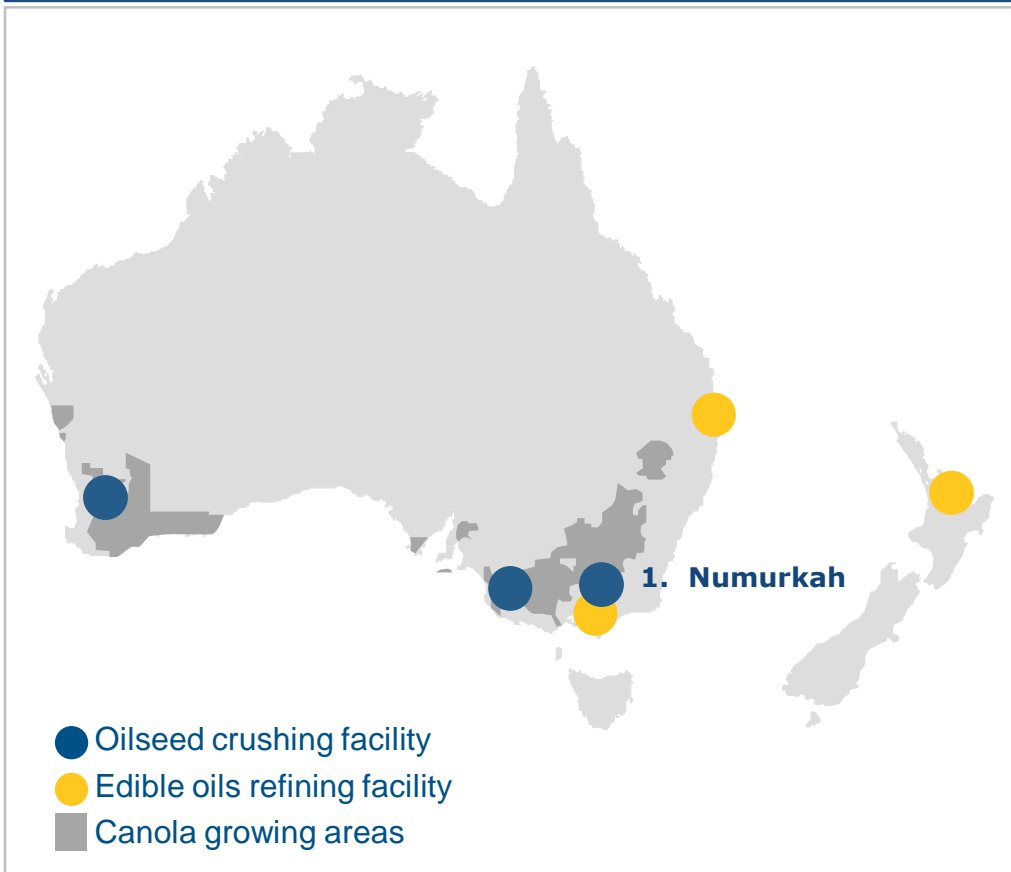 1. Numurkah
Oilseed crushing facility
Edible oils refining facility
Canola growing areas